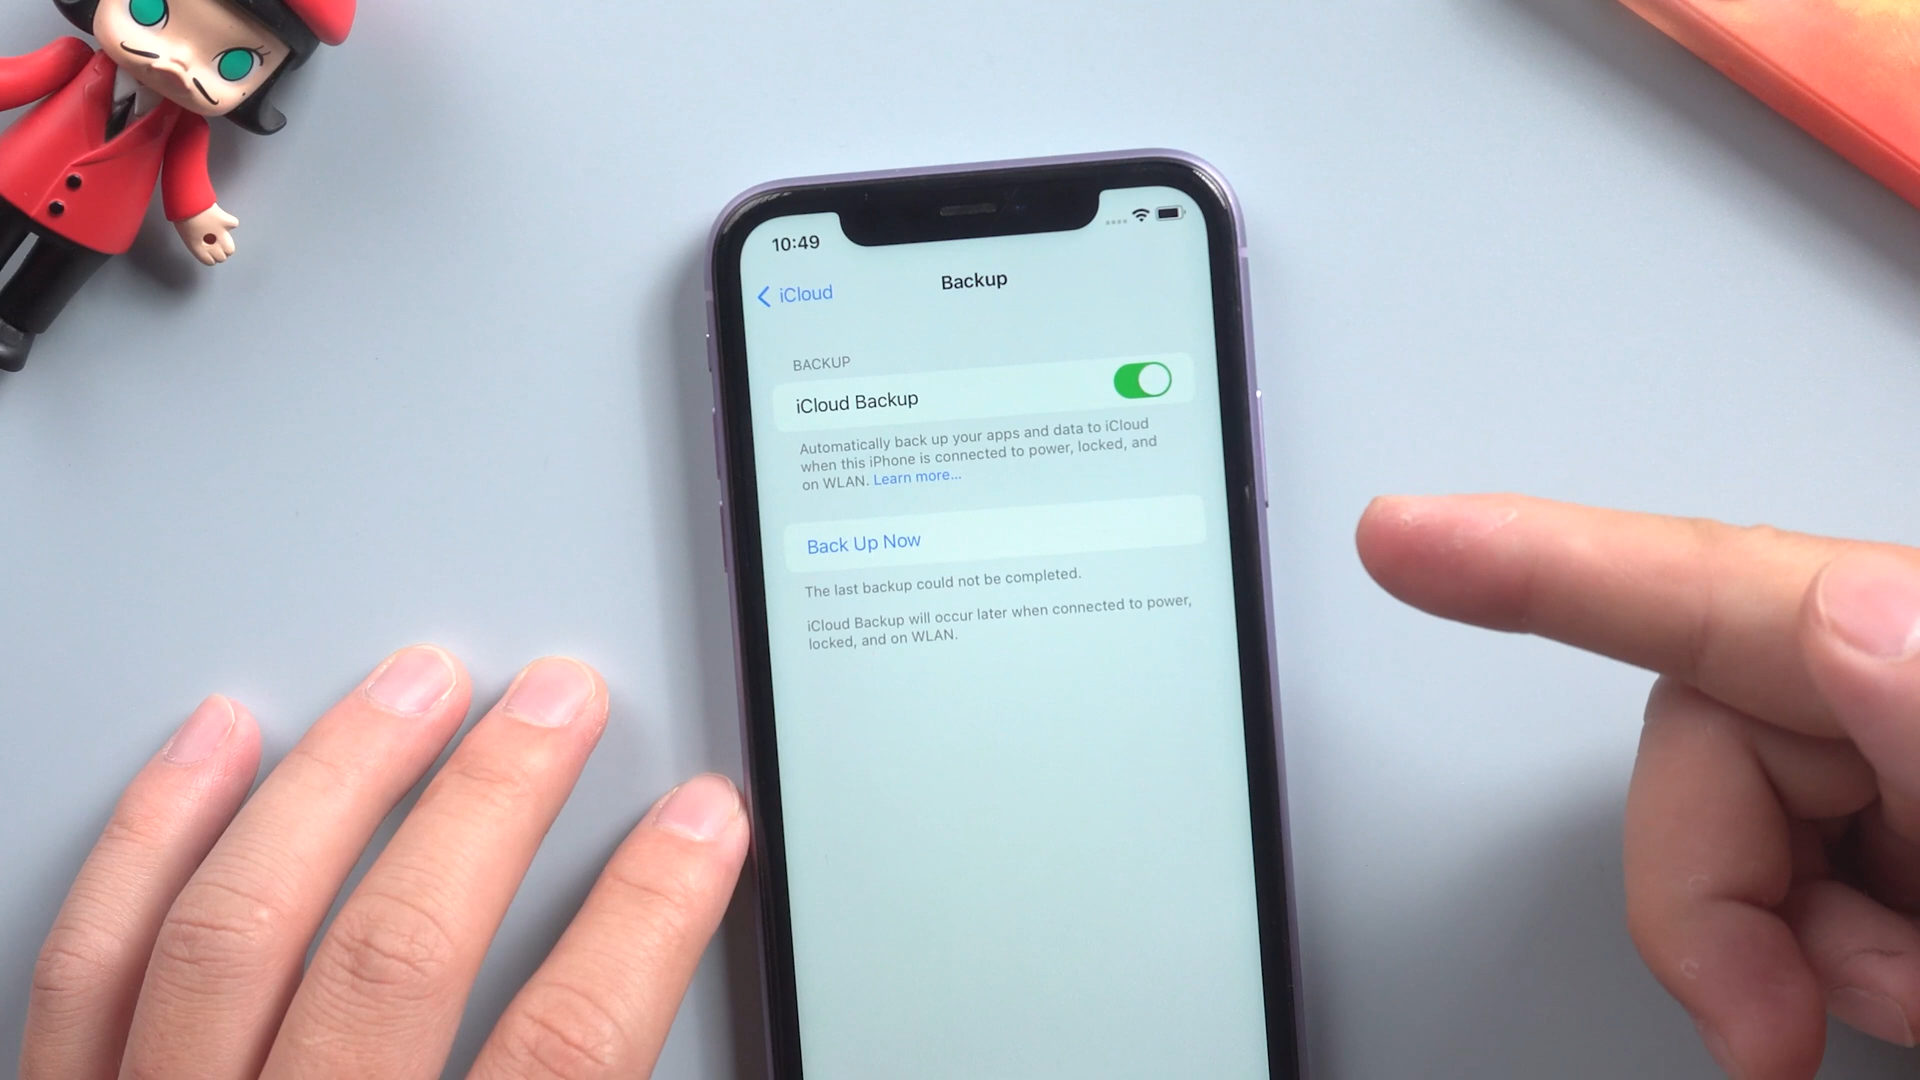 10:49
iCloud
Backup
BACKUP
iCloud Backup
Automatically back up your apps and data to iCloud
when this iPhone is connected to power, locked, and
on WLAN. Learn more...
Back Up Now
The last backup could not be completed.
iCloud Backup will occur later when connected to power,
locked, and on WLAN.